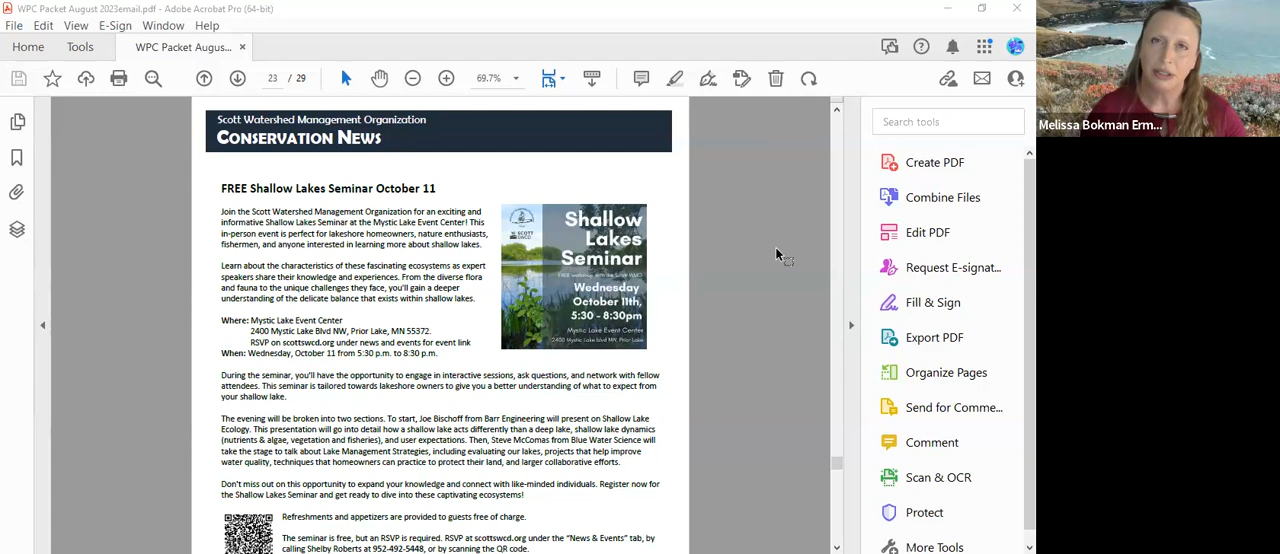 WPC Packet August 2023email.pdf - Adobe Acrobat Pro (64-bit)
File Edit View E-Sign Window Help
Home Tools WPC Packet Augus... ×
23 / 29 69.7%
Melissa Bokman Erm...
Scott Watershed Management Organization
CONSERVATION NEWS
FREE Shallow Lakes Seminar October 11
Join the Scott Watershed Management Organization for an exciting and
informative Shallow Lakes Seminar at the Mystic Lake Event Center! This
in-person event is perfect for lakeshore homeowners, nature enthusiasts,
fishermen, and anyone interested in learning more about shallow lakes.
Learn about the characteristics of these fascinating ecosystems as expert
speakers share their knowledge and experiences. From the diverse flora
and fauna to the unique challenges they face, you'll gain a deeper
understanding of the delicate balance that exists within shallow lakes.
Where: Mystic Lake Event Center
2400 Mystic Lake Blvd NW, Prior Lake, MN 55372.
RSVP on scottswcd.org under news and events for event link
When: Wednesday, October 11 from 5:30 p.m. to 8:30 p.m.
SCOTT
SWCD
Shallow
Lakes
Seminar
FREE workshop with the Scott WMO
Wednesday
October 11th,
5:30 - 8:30pm
Mystic Lake Event Center
2400 Mystic Lake blvd NW, Prior Lake
During the seminar, you'll have the opportunity to engage in interactive sessions, ask questions, and network with fellow
attendees. This seminar is tailored towards lakeshore owners to give you a better understanding of what to expect from
your shallow lake.
The evening will be broken into two sections. To start, Joe Bischoff from Barr Engineering will present on Shallow Lake
Ecology. This presentation will go into detail how a shallow lake acts differently than a deep lake, shallow lake dynamics
(nutrients & algae, vegetation and fisheries), and user expectations. Then, Steve McComas from Blue Water Science will
take the stage to talk about Lake Management Strategies, including evaluating our lakes, projects that help improve
water quality, techniques that homeowners can practice to protect their land, and larger collaborative efforts.
Don't miss out on this opportunity to expand your knowledge and connect with like-minded individuals. Register now for
the Shallow Lakes Seminar and get ready to dive into these captivating ecosystems!
Refreshments and appetizers are provided to guests free of charge.
The seminar is free, but an RSVP is required. RSVP at scottswcd.org under the "News & Events" tab, by
calling Shelby Roberts at 952-492-5448, or by scanning the QR code.
Search tools
Create PDF
Combine Files
Edit PDF
Request E-signat...
Fill & Sign
Export PDF
Organize Pages
Send for Comme...
Comment
Scan & OCR
Protect
More Tools